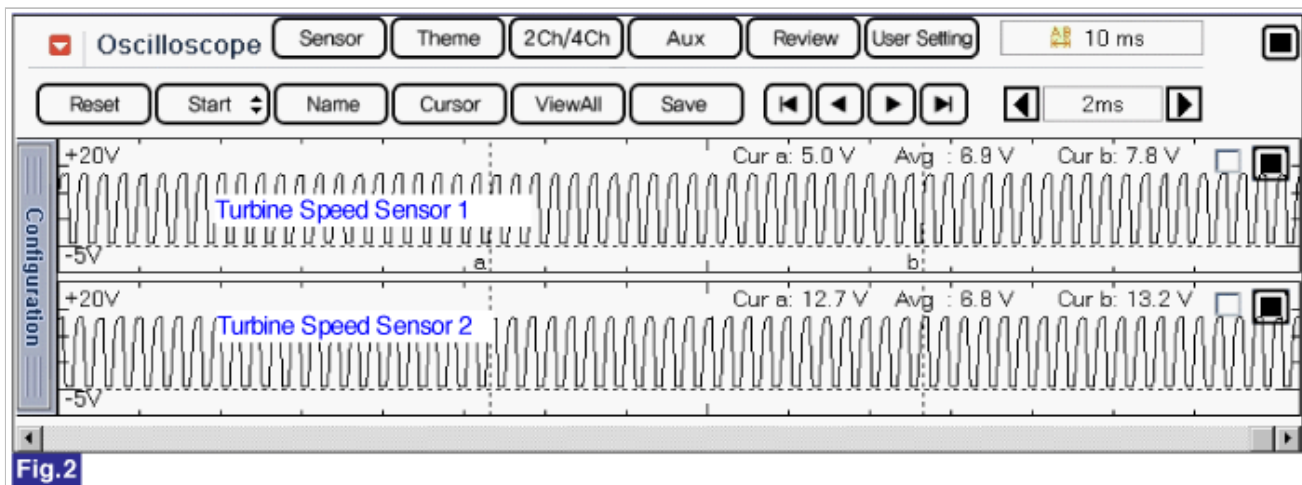 Oscilloscope Sensor Theme 2Ch/4Ch Aux Review User Setting AB 10 ms
Reset Start Name Cursor ViewAll Save 2ms
+20V Cur a: 5.0 V Avg : 6.9 V Cur b: 7.8 V
Turbine Speed Sensor 1
-5V a b
+20V Cur a: 12.7 V Avg : 6.8 V Cur b: 13.2 V
Turbine Speed Sensor 2
-5V
Configuration
Fig.2